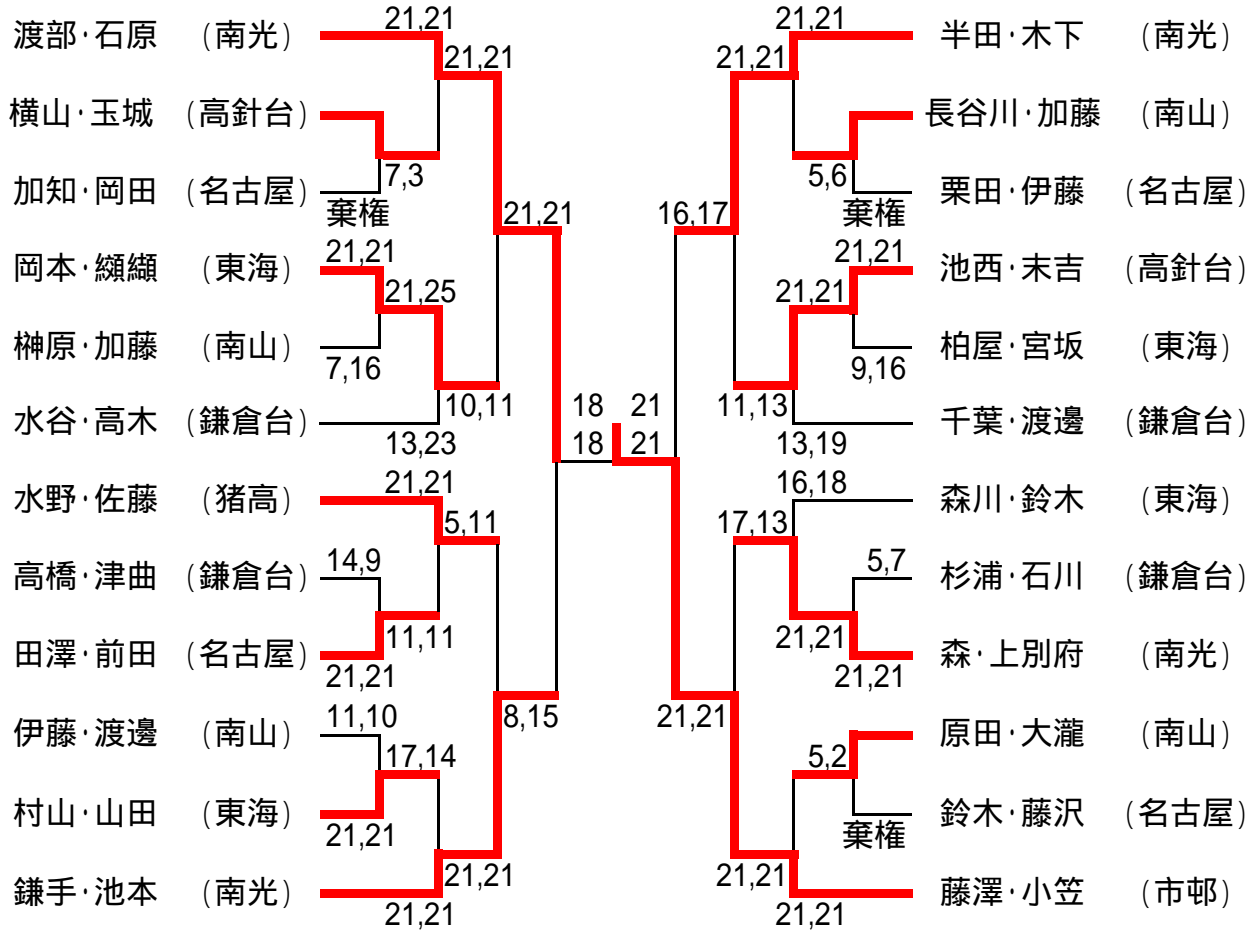 21,21 21,21
渡部・石原 (南光) 半田・木下 (南光)
21,21 21,21
横山・玉城 (高針台) 長谷川・加藤 (南山)
7,3 5,6
加知・岡田 (名古屋) 栗田・伊藤 (名古屋)
棄権 21,21 16,17 棄権
21,21 21,21
岡本・纐纈 (東海) 池西・末吉 (高針台)
21,25 21,21
榊原・加藤 (南山) 柏屋・宮坂 (東海)
7,16 9,16
10,11 18 21 11,13
水谷・高木 (鎌倉台) 千葉・渡邊 (鎌倉台)
13,23 18 21 13,19
21,21 16,18
水野・佐藤 (猪高) 森川・鈴木 (東海)
5,11 17,13
14,9 5,7
高橋・津曲 (鎌倉台) 杉浦・石川 (鎌倉台)
11,11 21,21
田澤・前田 (名古屋) 森・上別府 (南光)
21,21 21,21
11,10 8,15 21,21
伊藤・渡邊 (南山) 原田・大瀧 (南山)
17,14 5,2
村山・山田 (東海) 鈴木・藤沢 (名古屋)
21,21 棄権
21,21 21,21
鎌手・池本 (南光) 藤澤・小笠 (市邨)
21,21 21,21